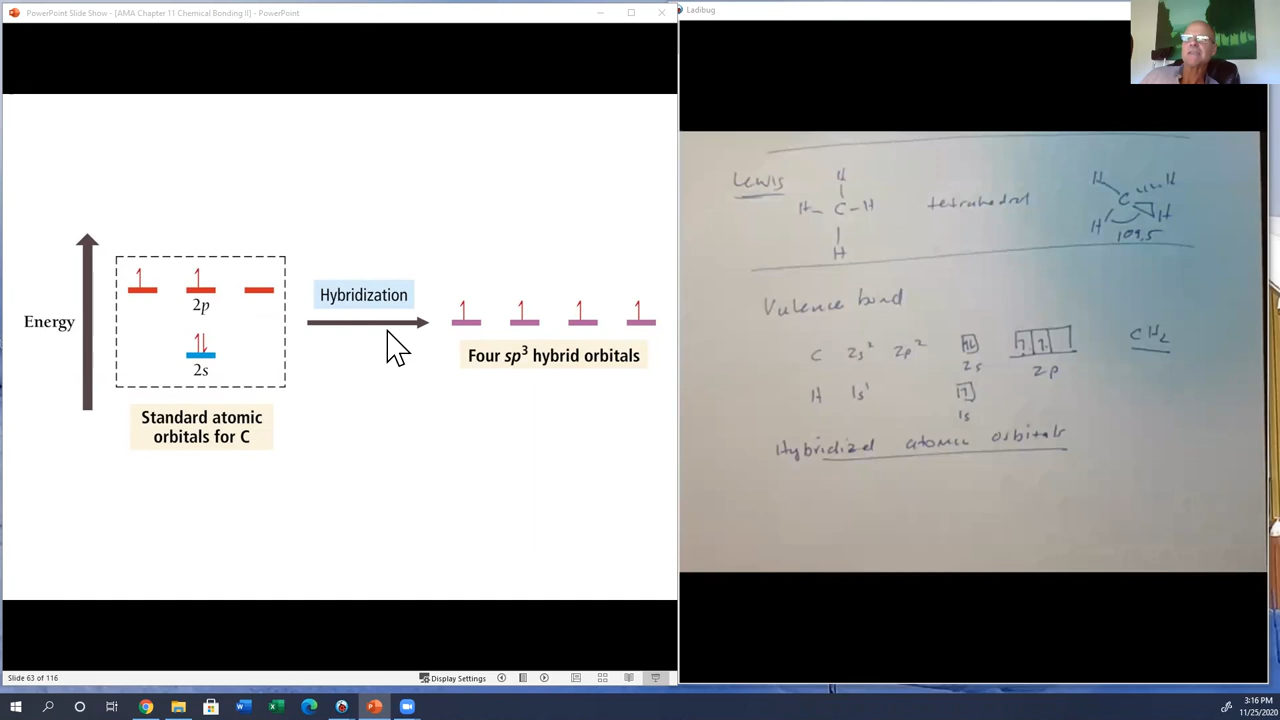 PowerPoint Slide Show - [AMA Chapter 11 Chemical Bonding II] - PowerPoint
Energy
2p
2s
Standard atomic
orbitals for C
Hybridization
Four sp³ hybrid orbitals
Slide 63 of 116
Display Settings
Ladibug
Lewis
H
H - C - H
H
tetrahedral
H H
C
H H
109.5
Valence bond
C 2s² 2p² 2s 2p CH₂
H 1s¹ 1s
Hybridized atomic orbitals
3:16 PM
11/25/2020